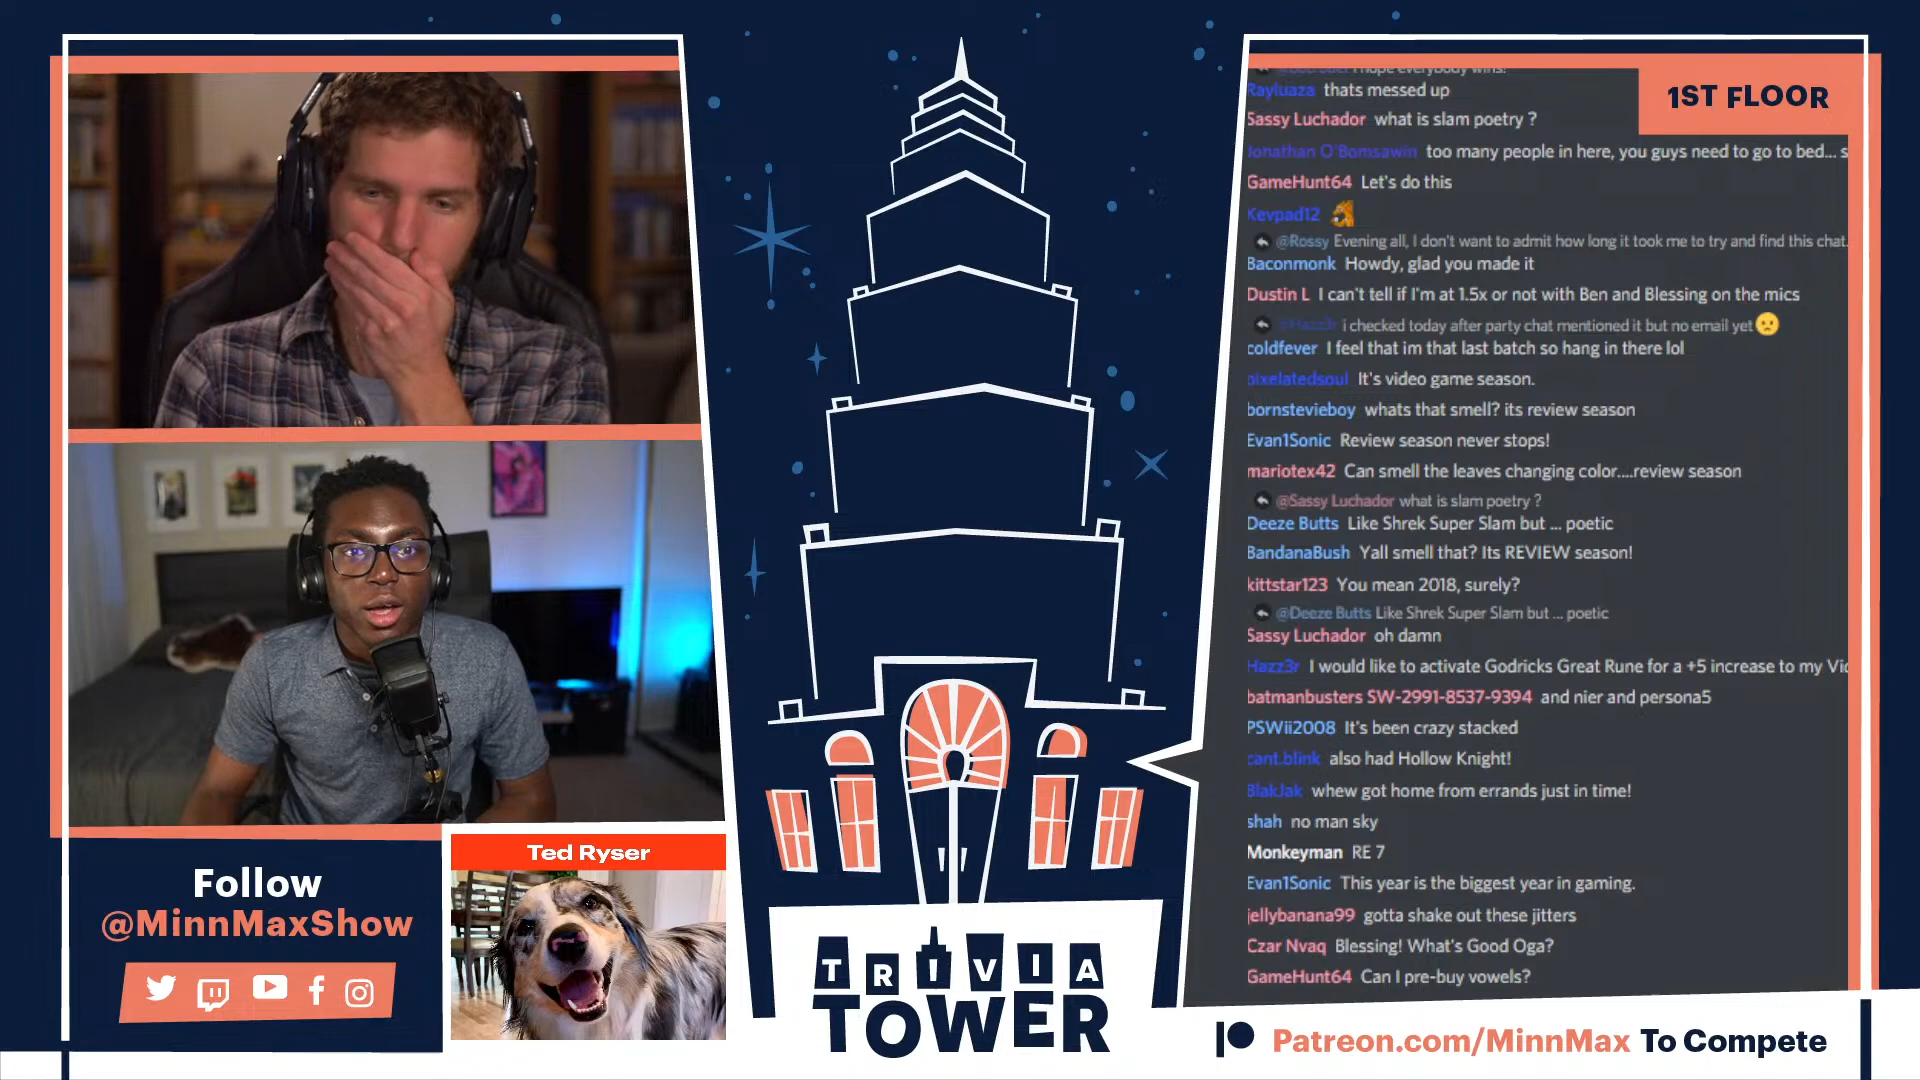 1ST FLOOR
Rayluaza thats messed up
Sassy Luchador what is slam poetry ?
Jonathan O'Bomsawin too many people in here, you guys need to go to bed... s
GameHunt64 Let's do this
Kevpad12
@Rossy Evening all, I don't want to admit how long it took me to try and find this chat.
Baconmonk Howdy, glad you made it
Dustin L I can't tell if I'm at 1.5x or not with Ben and Blessing on the mics
@Hazz3r i checked today after party chat mentioned it but no email yet
coldfever I feel that im that last batch so hang in there lol
pixelatedsoul It's video game season.
bornstevieboy whats that smell? its review season
Evan1Sonic Review season never stops!
mariotex42 Can smell the leaves changing color....review season
@Sassy Luchador what is slam poetry ?
Deeze Butts Like Shrek Super Slam but ... poetic
BandanaBush Yall smell that? Its REVIEW season!
kittstar123 You mean 2018, surely?
@Deeze Butts Like Shrek Super Slam but ... poetic
Sassy Luchador oh damn
Hazz3r I would like to activate Godricks Great Rune for a +5 increase to my Vic
batmanbusters SW-2991-8537-9394 and nier and persona5
PSWii2008 It's been crazy stacked
cant.blink also had Hollow Knight!
BlakJak whew got home from errands just in time!
shah no man sky
Monkeyman RE 7
Evan1Sonic This year is the biggest year in gaming.
jellybanana99 gotta shake out these jitters
Czar Nvaq Blessing! What's Good Oga?
GameHunt64 Can I pre-buy vowels?
Ted Ryser
Follow
@MinnMaxShow
TRIVIA
TOWER
Patreon.com/MinnMax To Compete